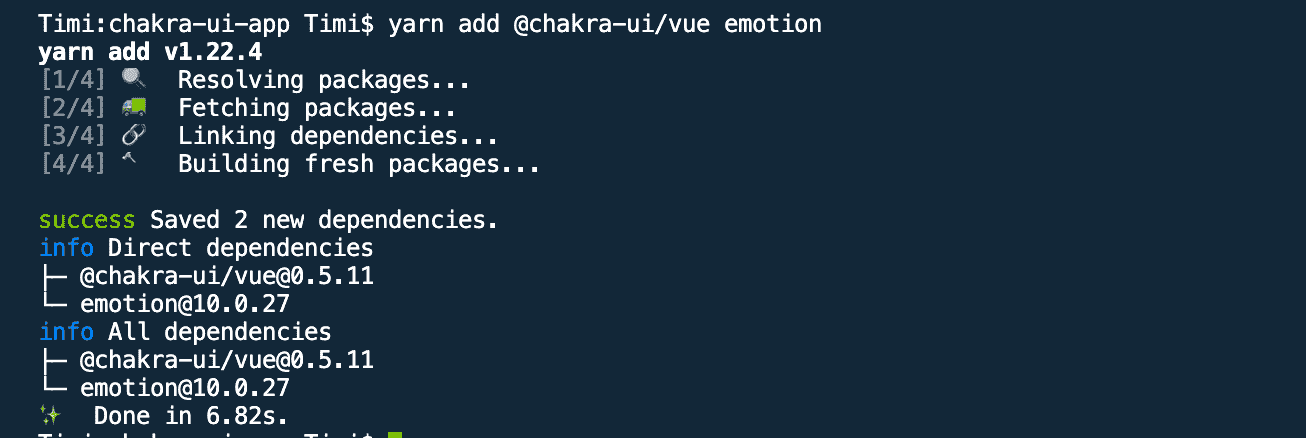 Timi:chakra-ui-app Timi$ yarn add @chakra-ui/vue emotion
yarn add v1.22.4
[1/4] 🔍  Resolving packages...
[2/4] 🚚  Fetching packages...
[3/4] 🔗  Linking dependencies...
[4/4] 🔨  Building fresh packages...
success Saved 2 new dependencies.
info Direct dependencies
├─ @chakra-ui/vue@0.5.11
└─ emotion@10.0.27
info All dependencies
├─ @chakra-ui/vue@0.5.11
└─ emotion@10.0.27
✨  Done in 6.82s.